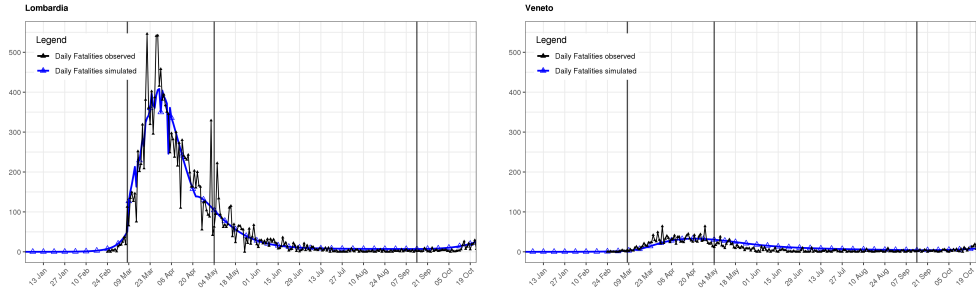 Lombardia
Legend
Daily Fatalities observed
Daily Fatalities simulated
500
400
300
200
100
0
13 Jan 27 Jan 10 Feb 24 Feb 09 Mar 23 Mar 06 Apr 20 Apr 04 May 18 May 01 Jun 15 Jun 29 Jun 13 Jul 27 Jul 10 Aug 24 Aug 07 Sep 21 Sep 05 Oct 19 Oct
Veneto
Legend
Daily Fatalities observed
Daily Fatalities simulated
500
400
300
200
100
0
13 Jan 27 Jan 10 Feb 24 Feb 09 Mar 23 Mar 06 Apr 20 Apr 04 May 18 May 01 Jun 15 Jun 29 Jun 13 Jul 27 Jul 10 Aug 24 Aug 07 Sep 21 Sep 05 Oct 19 Oct